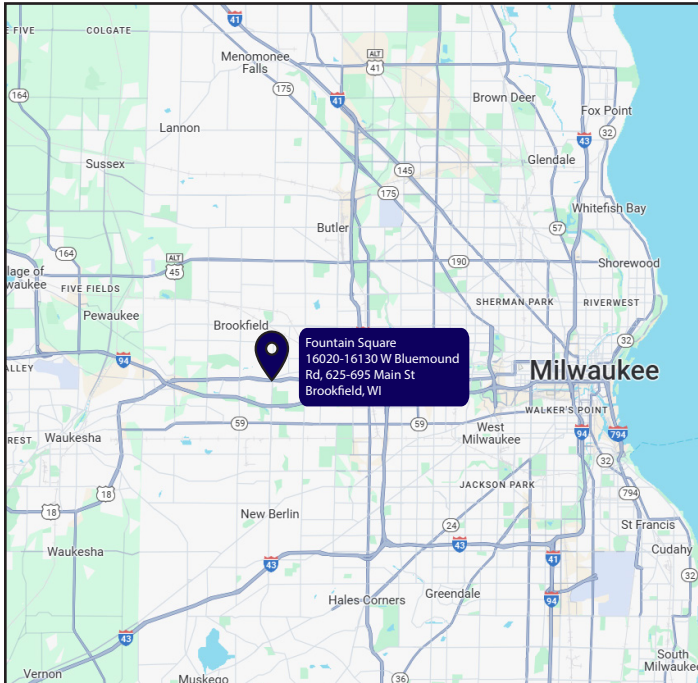 E FIVE
COLGATE
41
Menomonee
Falls
ALT
41
175
164
41
Brown Deer
Fox Point
Lannon
32
43
Sussex
Glendale
145
175
Whitefish Bay
Butler
57
164
ALT
45
190
Shorewood
lage of
waukee
FIVE FIELDS
SHERMAN PARK
RIVERWEST
Pewaukee
Brookfield
32
94
Fountain Square
16020-16130 W Bluemound
Rd, 625-695 Main St
Brookfield, WI
ALLEY
Milwaukee
WALKER'S POINT
59
59
REST
Waukesha
West
Milwaukee
94
794
32
JACKSON PARK
18
18
794
New Berlin
24
St Francis
Waukesha
43
43
41
Cudahy
32
Greendale
Hales Corners
94
43
South
Milwaukee
Vernon
Muskego
36